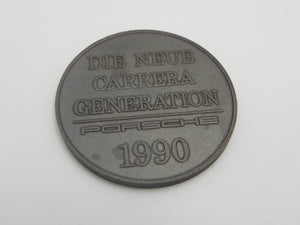 DIE NEUE
CARRERA
GENERATION
PORSCHE
1990